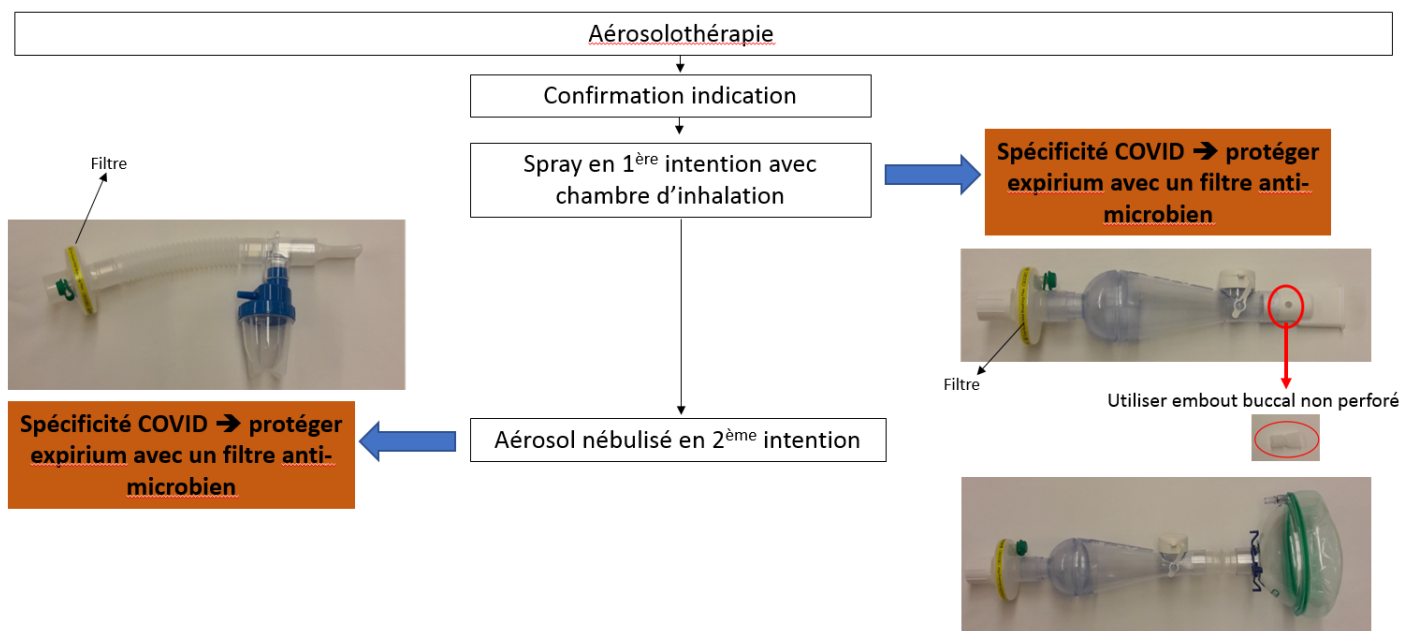 Aérosolothérapie
Confirmation indication
Spray en 1ère intention avec
chambre d’inhalation
Spécificité COVID ➔ protéger
expirium avec un filtre anti-
microbien
Filtre
Filtre
Utiliser embout buccal non perforé
Aérosol nébulisé en 2ème intention
Spécificité COVID ➔ protéger
expirium avec un filtre anti-
microbien